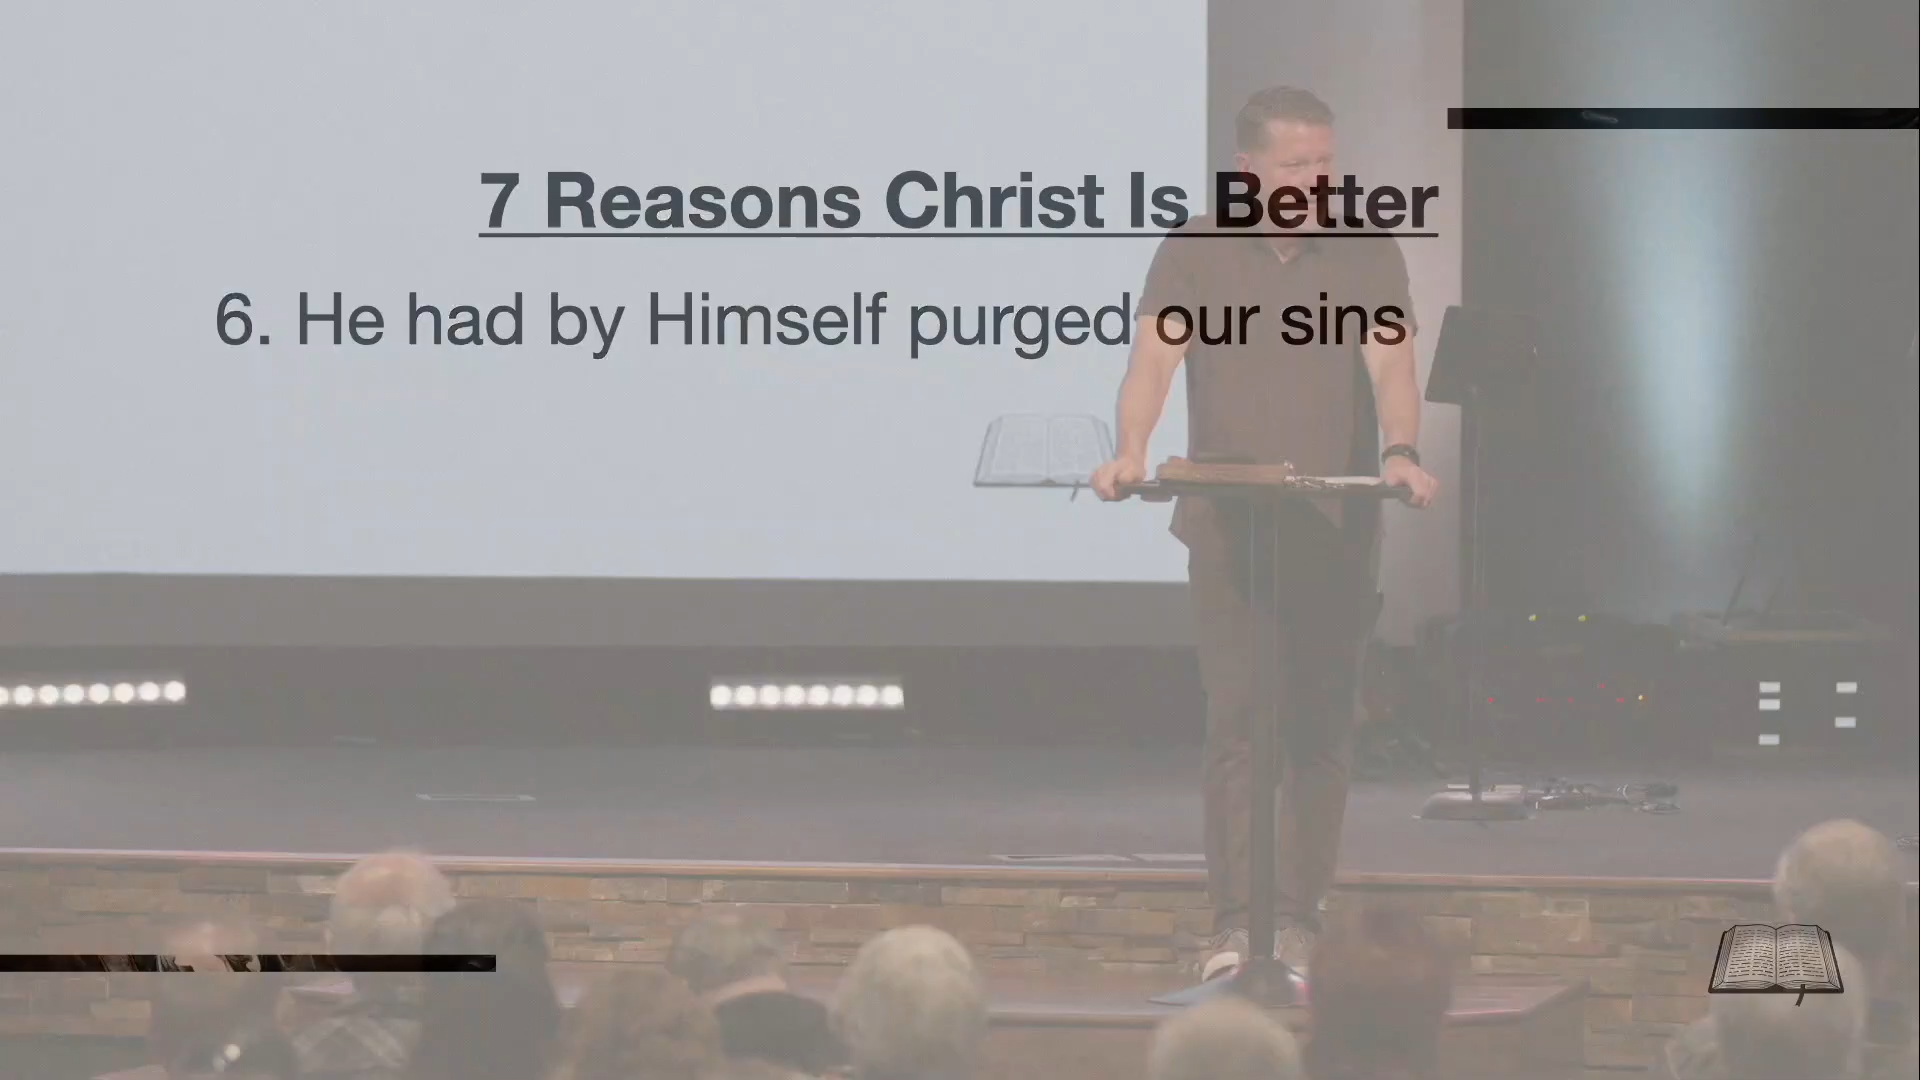 7 Reasons Christ Is Better
6. He had by Himself purged our sins